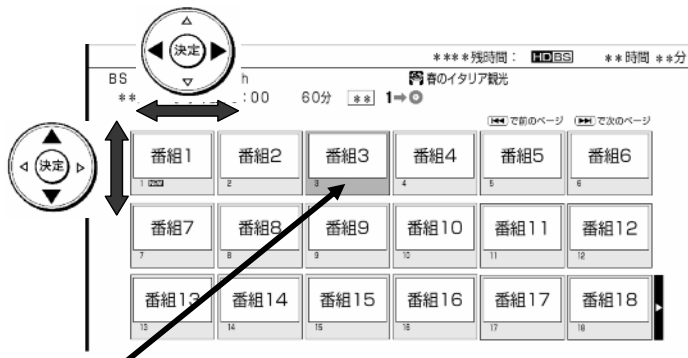 決定
****残時間： HD BS **時間 **分
BS h
春のイタリア観光
** :00 60分 ** 1⇒
で前のページ で次のページ
決定
番組1 番組2 番組3 番組4 番組5 番組6
1 NEW 2 3 4 5 6
番組7 番組8 番組9 番組10 番組11 番組12
7 8 9 10 11 12
番組13 番組14 番組15 番組16 番組17 番組18
13 14 15 16 17 18